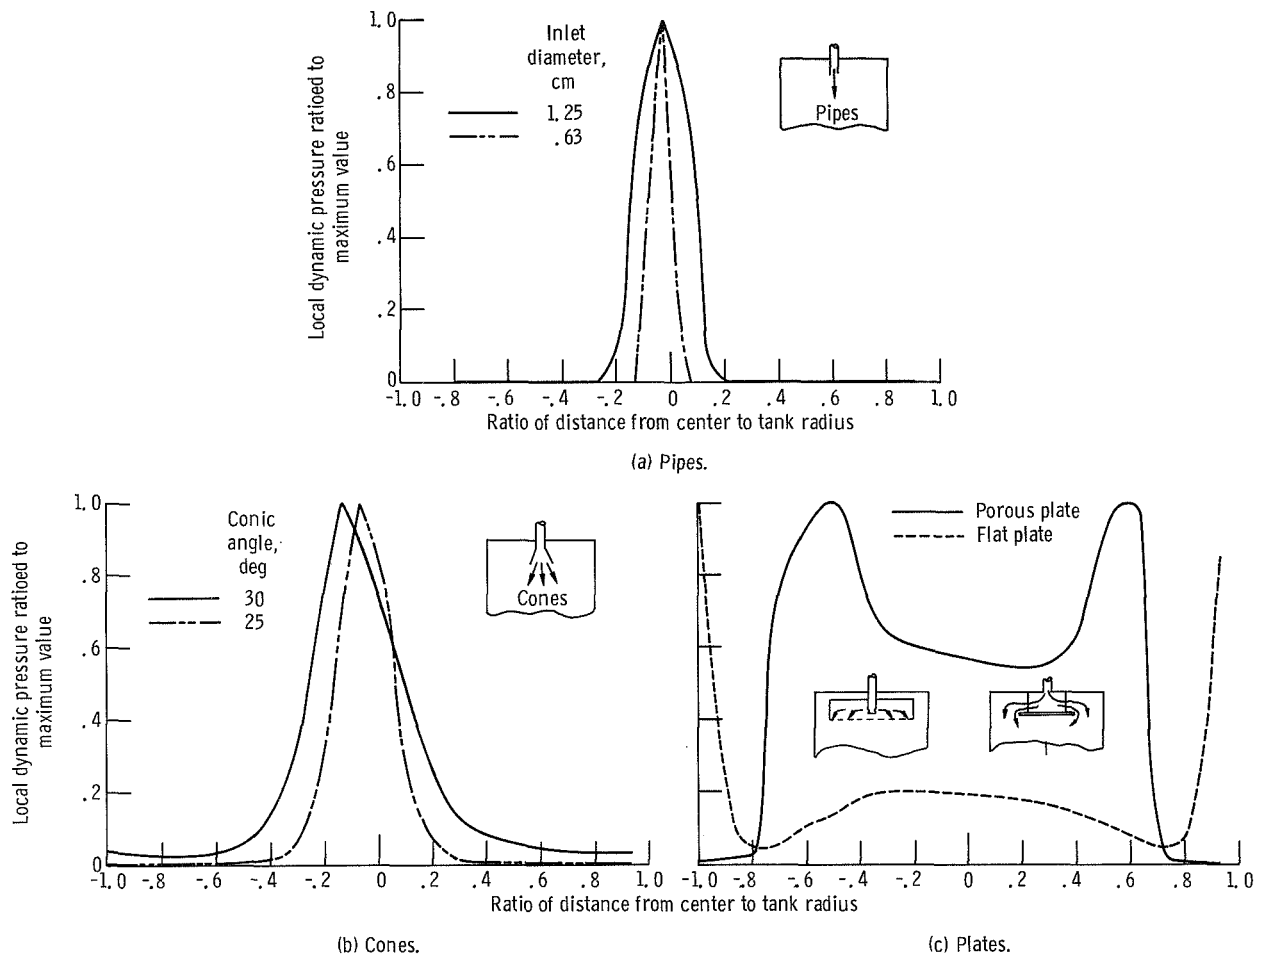 1.0
.8
.6
.4
.2
0
Local dynamic pressure ratioed to
maximum value
Inlet
diameter,
cm
1.25
.63
Pipes
-1.0 -.8 -.6 -.4 -.2 0 .2 .4 .6 .8 1.0
Ratio of distance from center to tank radius
(a) Pipes.
1.0
.8
.6
.4
.2
0
Local dynamic pressure ratioed to
maximum value
Conic
angle,
deg
30
25
Cones
-1.0 -.8 -.6 -.4 -.2 0 0.2 .4 .6 .8 1.0
Porous plate
Flat plate
-1.0 -.8 -.6 -.4 -.2 0 .2 .4 .6 .8 1.0
Ratio of distance from center to tank radius
(b) Cones.
(c) Plates.